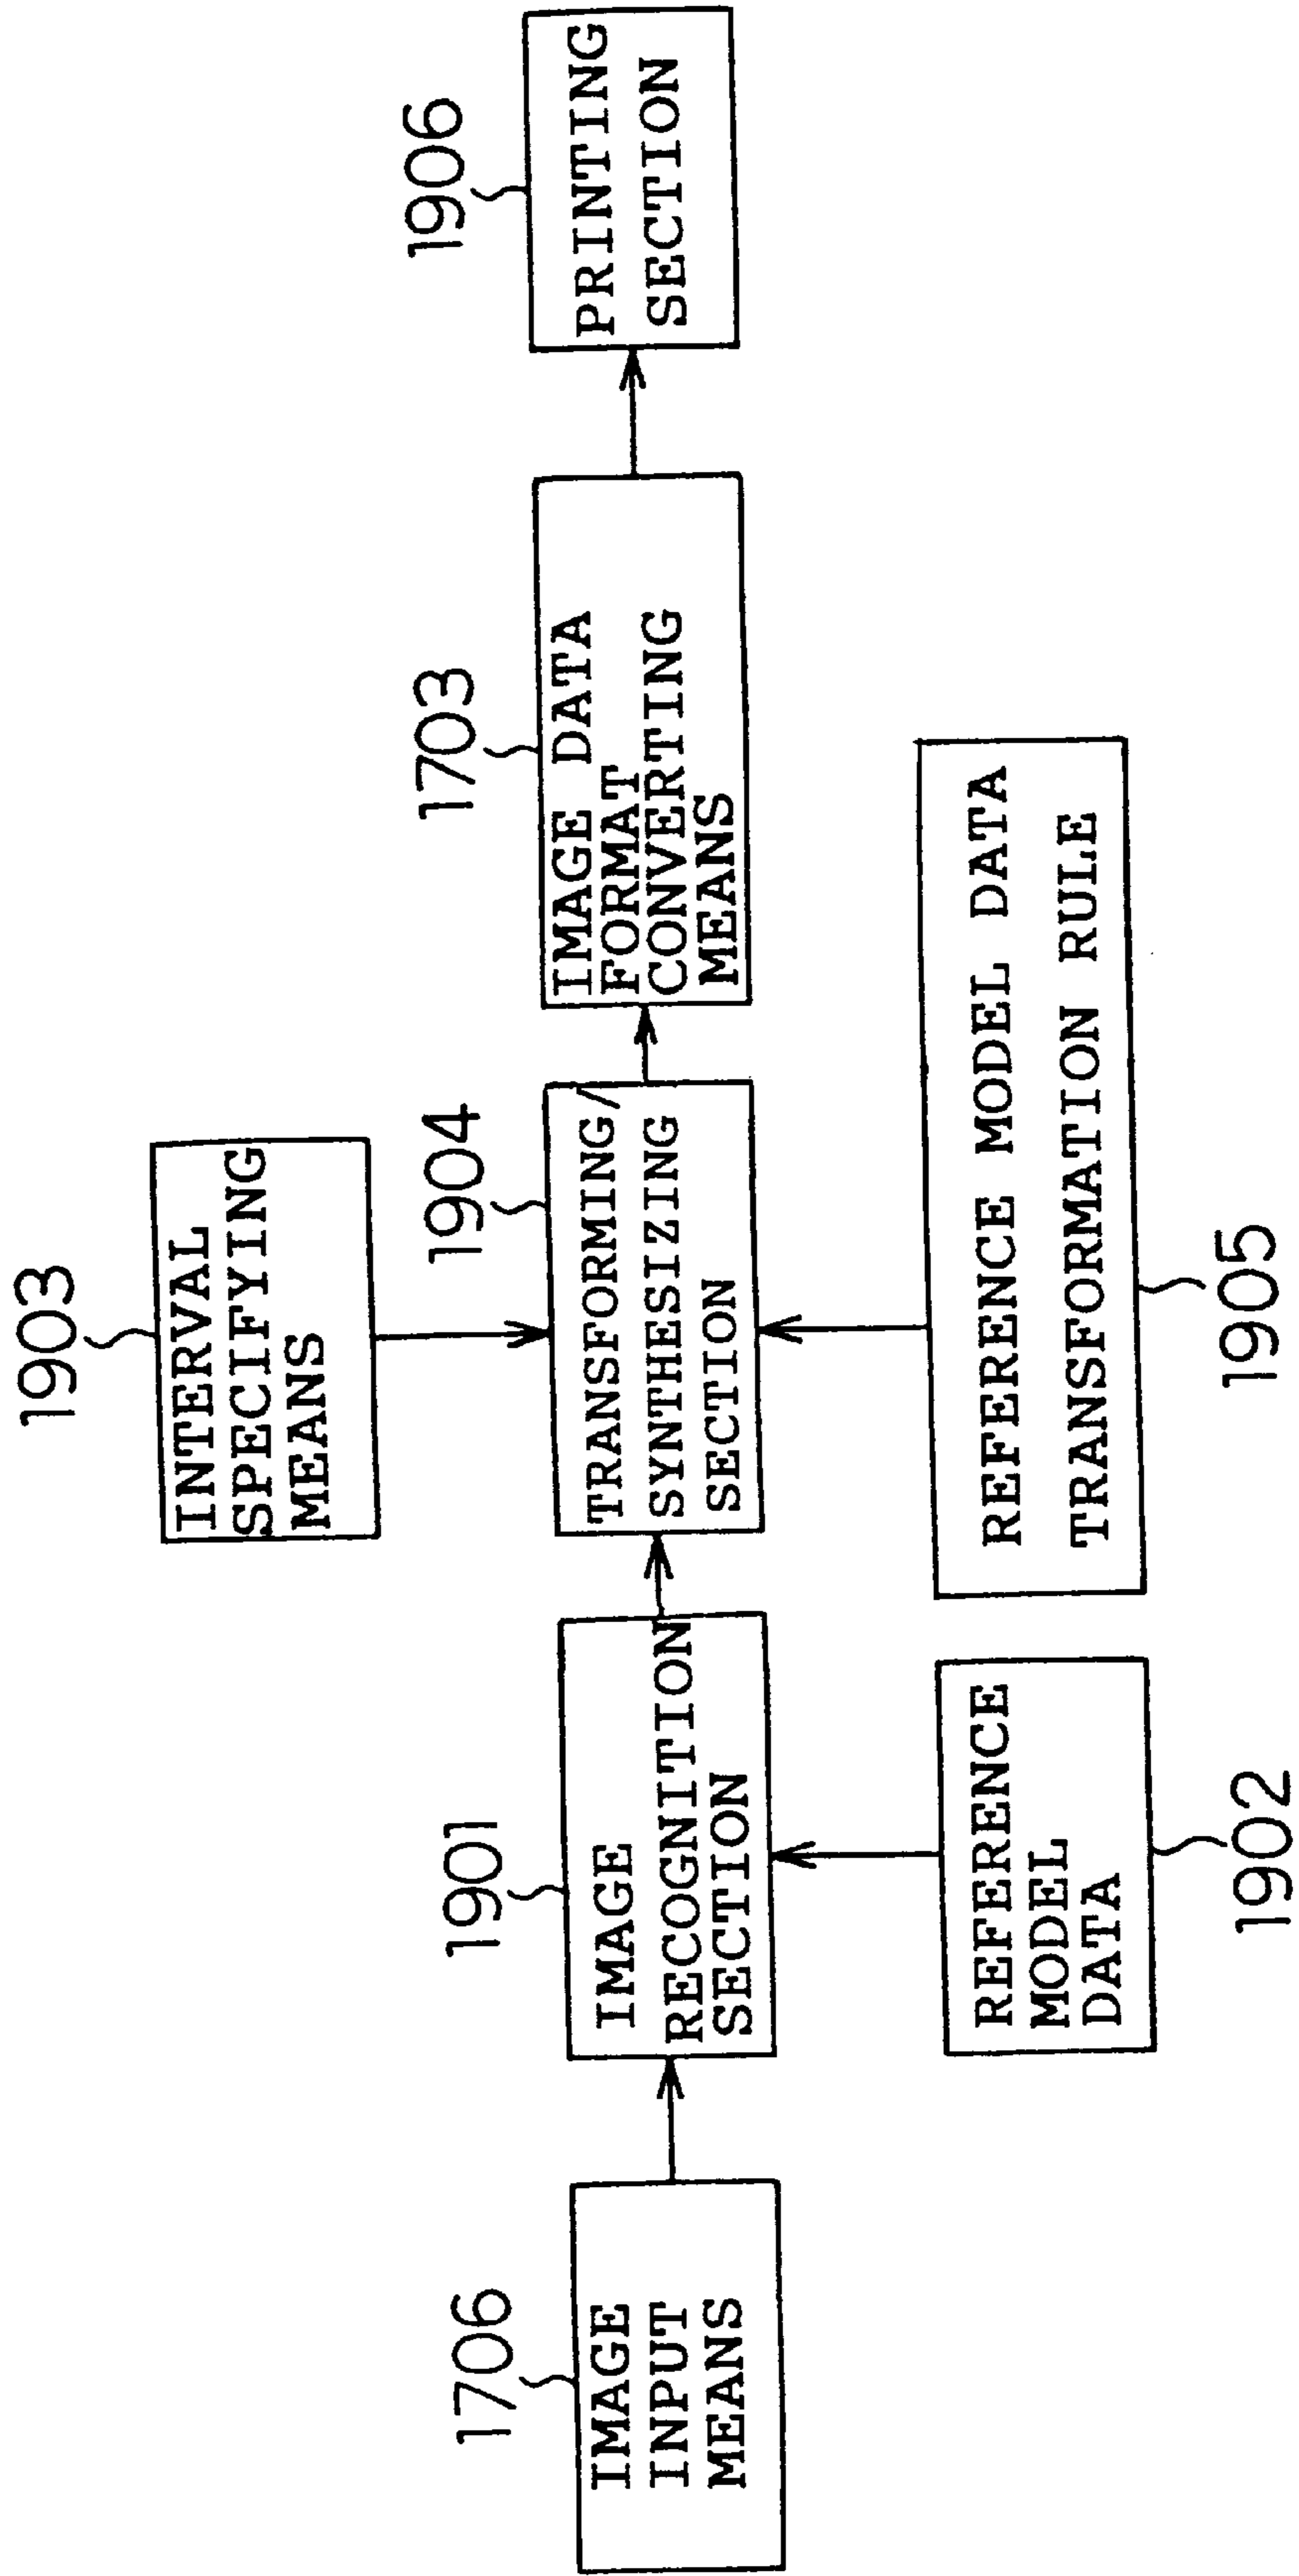 1903
INTERVAL
SPECIFYING
MEANS
1706
IMAGE
INPUT
MEANS
1901
IMAGE
RECOGNITION
SECTION
1904
TRANSFORMING/
SYNTHESIZING
SECTION
1703
IMAGE DATA
FORMAT
CONVERTING
MEANS
1906
PRINTING
SECTION
REFERENCE
MODEL
DATA
1902
REFERENCE MODEL DATA
TRANSFORMATION RULE
1905